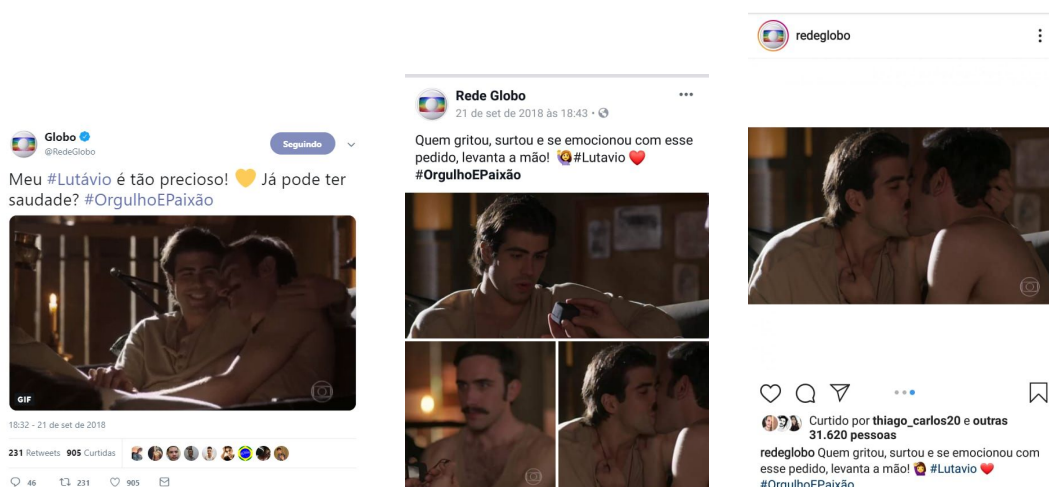 Globo
@RedeGlobo
Seguindo
Meu #Lutávio é tão precioso! 💛 Já pode ter
saudade? #OrgulhoEPaixão
GIF
18:32 - 21 de set de 2018
231 Retweets 905 Curtidas
46 231 905
Rede Globo
21 de set de 2018 às 18:43 ·
Quem gritou, surtou e se emocionou com esse
pedido, levanta a mão! 🙋 #Lutavio ❤️
#OrgulhoEPaixão
redeglobo
Curtido por thiago_carlos20 e outras
31.620 pessoas
redeglobo Quem gritou, surtou e se emocionou com
esse pedido, levanta a mão! 🙋 #Lutavio ❤️
#OrgulhoEPaixão